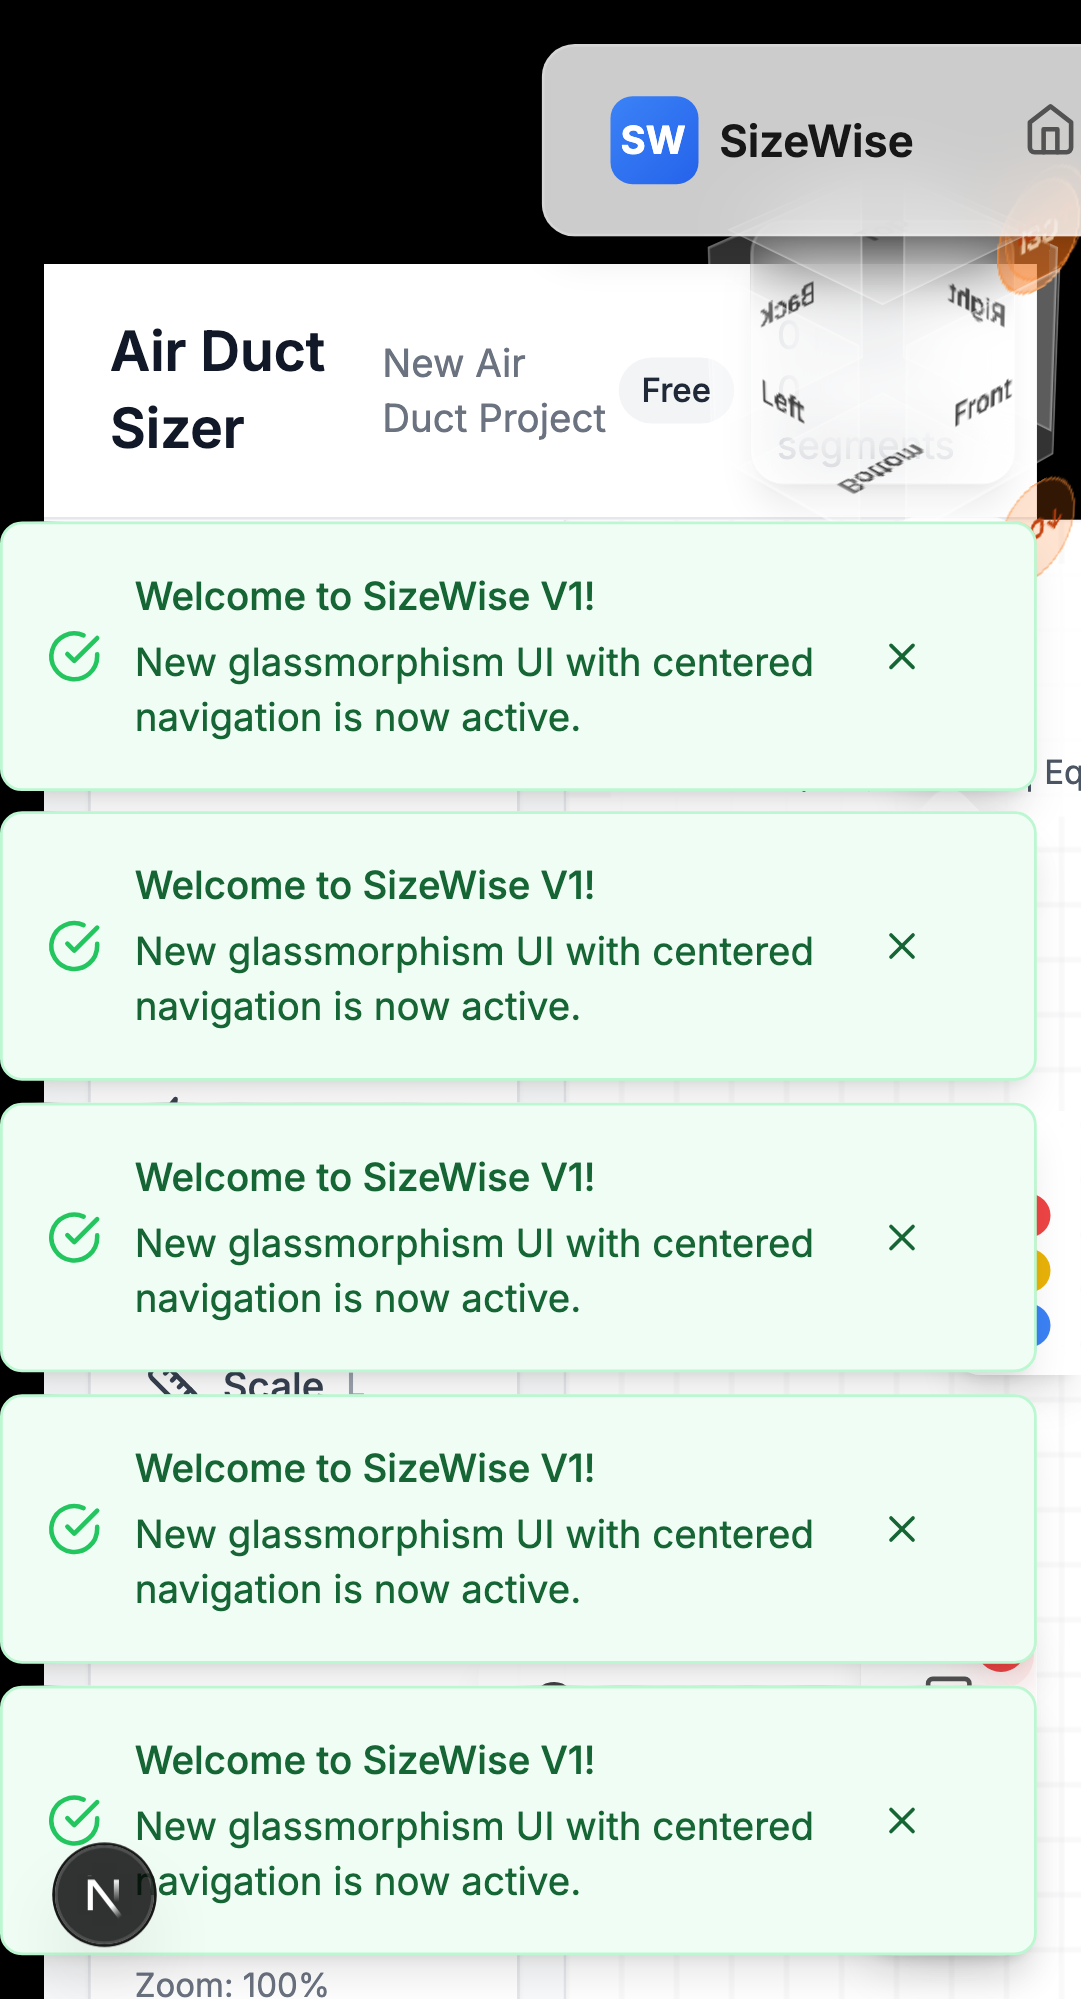 SW SizeWise
ISO
Back
Right
Air Duct
Sizer
New Air
Duct Project
Free
0
0
segments
Left
Front
Bottom
Welcome to SizeWise V1!
New glassmorphism UI with centered
navigation is now active.
Eq
Welcome to SizeWise V1!
New glassmorphism UI with centered
navigation is now active.
Welcome to SizeWise V1!
New glassmorphism UI with centered
navigation is now active.
Scale L
Welcome to SizeWise V1!
New glassmorphism UI with centered
navigation is now active.
Welcome to SizeWise V1!
New glassmorphism UI with centered
navigation is now active.
N
Zoom: 100%